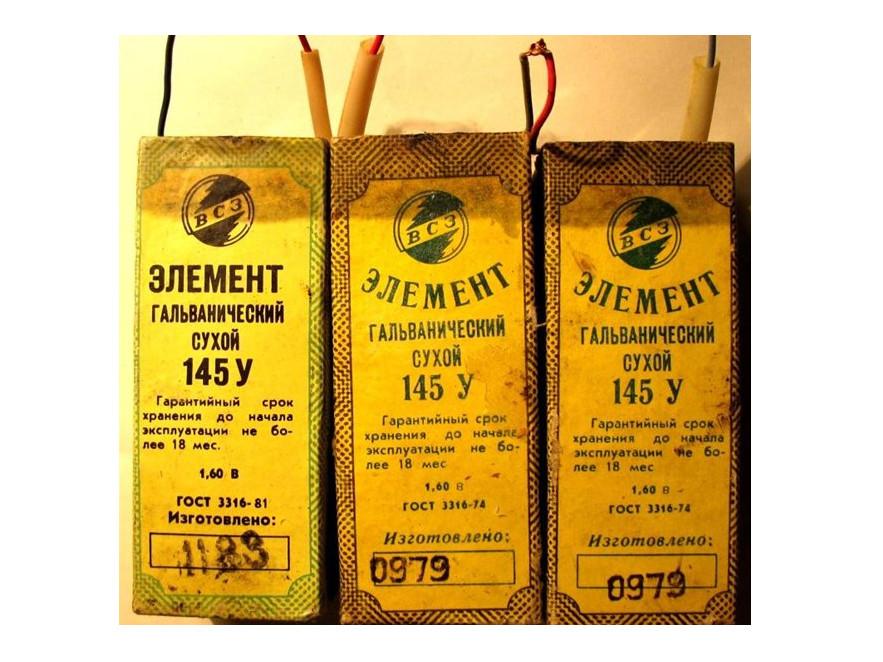 ВСЗ
ЭЛЕМЕНТ
ГАЛЬВАНИЧЕСКИЙ
СУХОЙ
145 У
Гарантийный срок
хранения до начала
эксплуатации не бо-
лее 18 мес.
1,60 В
ГОСТ 3316-81
Изготовлено:
1183
ВСЗ
ЭЛЕМЕНТ
ГАЛЬВАНИЧЕСКИЙ
СУХОЙ
145 У
Гарантийный срок
хранения до начала
эксплуатации не бо-
лее 18 мес
1,60 В
ГОСТ 3316-74
Изготовлено:
0979
ВСЗ
ЭЛЕМЕНТ
ГАЛЬВАНИЧЕСКИЙ
СУХОЙ
145 У
Гарантийный срок
хранения до начала
эксплуатации не бо-
лее 18 мес
1,60 В
ГОСТ 3316-74
Изготовлено:
0979